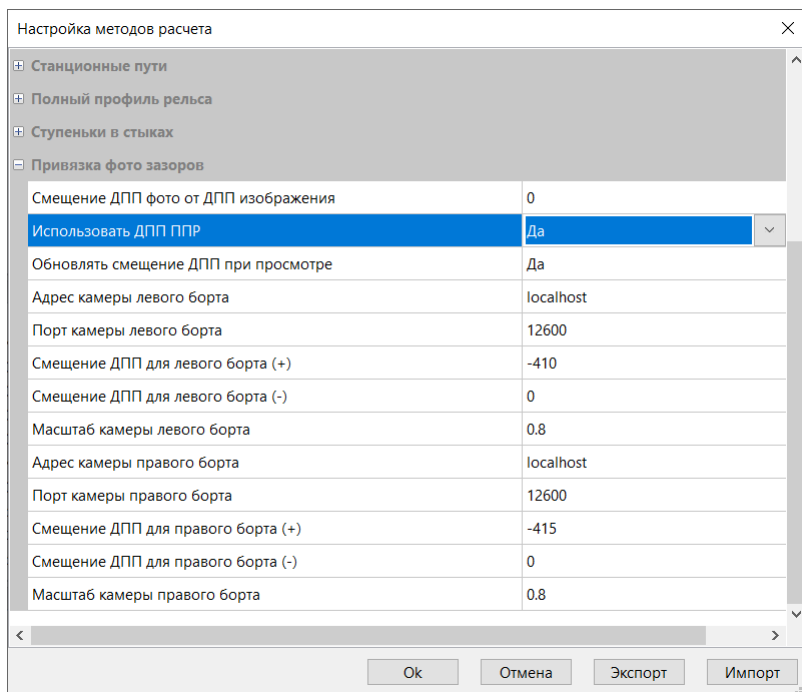 Настройка методов расчета
Станционные пути
Полный профиль рельса
Ступеньки в стыках
Привязка фото зазоров
Смещение ДПП фото от ДПП изображения 0
Использовать ДПП ППР Да
Обновлять смещение ДПП при просмотре Да
Адрес камеры левого борта localhost
Порт камеры левого борта 12600
Смещение ДПП для левого борта (+) -410
Смещение ДПП для левого борта (-) 0
Масштаб камеры левого борта 0.8
Адрес камеры правого борта localhost
Порт камеры правого борта 12600
Смещение ДПП для правого борта (+) -415
Смещение ДПП для правого борта (-) 0
Масштаб камеры правого борта 0.8
Ok Отмена Экспорт Импорт